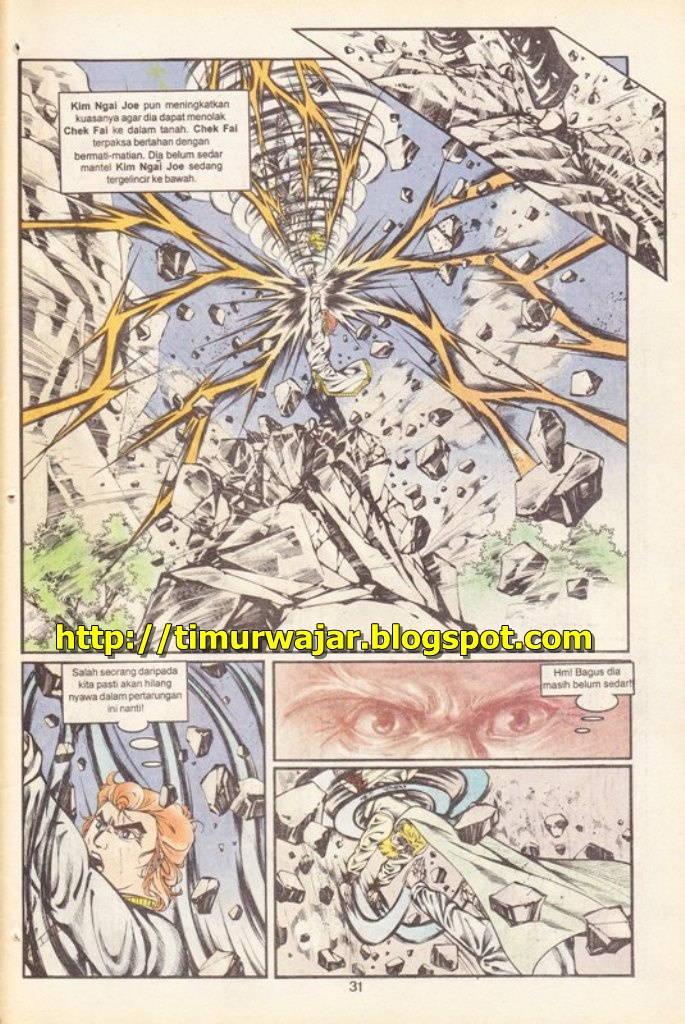 Kim Ngai Joe pun meningkatkan
kuasanya agar dia dapat menolak
Chek Fai ke dalam tanah. Chek Fai
terpaksa bertahan dengan
bermati-matian. Dia belum sedar
mantel Kim Ngai Joe sedang
tergelincir ke bawah.
http://timurwajar.blogspot.com
Salah seorang daripada
kita pasti akan hilang
nyawa dalam pertarungan
ini nanti!
Hm! Bagus dia
masih belum sedar!
31